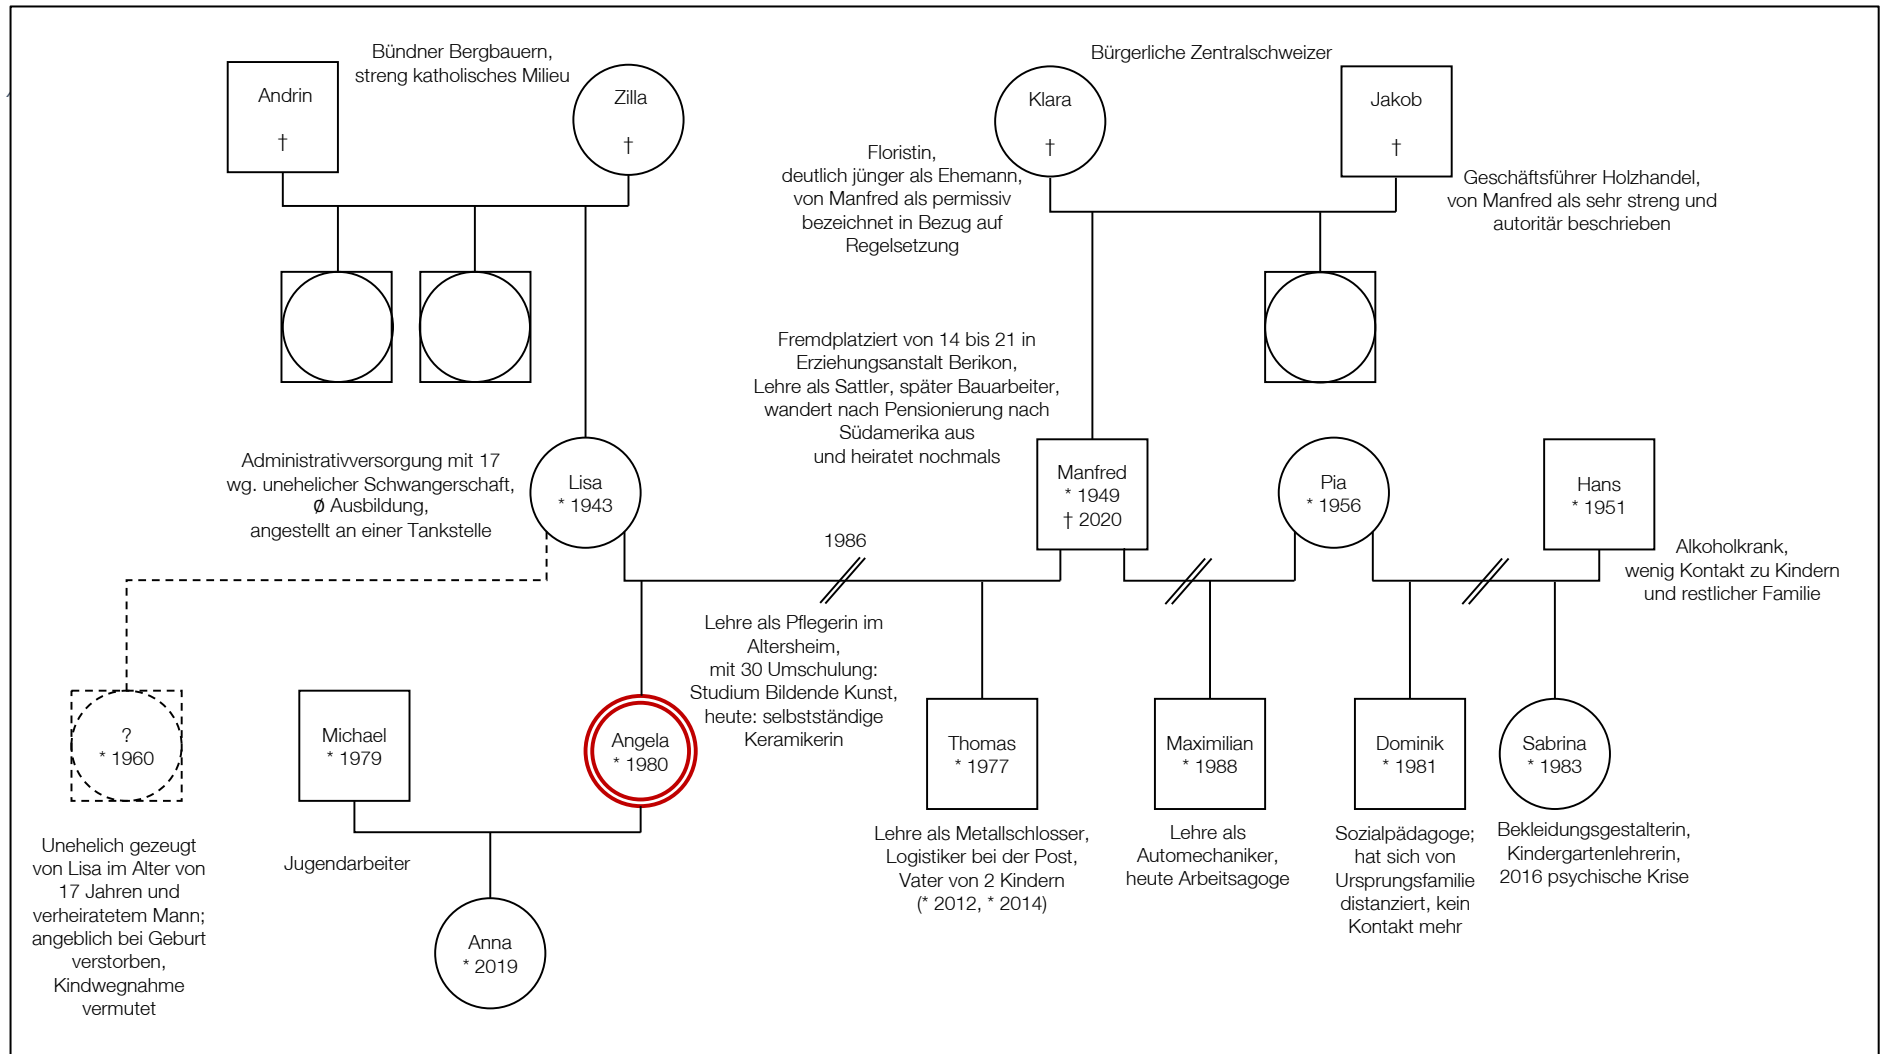 Bündner Bergbauern,
streng katholisches Milieu
Andrin
†
Zilla
†
Bürgerliche Zentralschweizer
Klara
†
Jakob
†
Floristin,
deutlich jünger als Ehemann,
von Manfred als permissiv
bezeichnet in Bezug auf
Regelsetzung
Geschäftsführer Holzhandel,
von Manfred als sehr streng und
autoritär beschrieben
Fremdplatziert von 14 bis 21 in
Erziehungsanstalt Berikon,
Lehre als Sattler, später Bauarbeiter,
wandert nach Pensionierung nach
Südamerika aus
und heiratet nochmals
Administrativversorgung mit 17
wg. unehelicher Schwangerschaft,
Ø Ausbildung,
angestellt an einer Tankstelle
Lisa
* 1943
Manfred
* 1949
† 2020
Pia
* 1956
Hans
* 1951
Alkoholkrank,
wenig Kontakt zu Kindern
und restlicher Familie
1986
?
* 1960
Unehelich gezeugt
von Lisa im Alter von
17 Jahren und
verheiratetem Mann;
angeblich bei Geburt
verstorben,
Kindwegnahme
vermutet
Michael
* 1979
Jugendarbeiter
Angela
* 1980
Lehre als Pflegerin im
Altersheim,
mit 30 Umschulung:
Studium Bildende Kunst,
heute: selbstständige
Keramikerin
Thomas
* 1977
Lehre als Metallschlosser,
Logistiker bei der Post,
Vater von 2 Kindern
(* 2012, * 2014)
Maximilian
* 1988
Lehre als
Automechaniker,
heute Arbeitsagoge
Dominik
* 1981
Sozialpädagoge;
hat sich von
Ursprungsfamilie
distanziert, kein
Kontakt mehr
Sabrina
* 1983
Bekleidungsgestalterin,
Kindergartenlehrerin,
2016 psychische Krise
Anna
* 2019